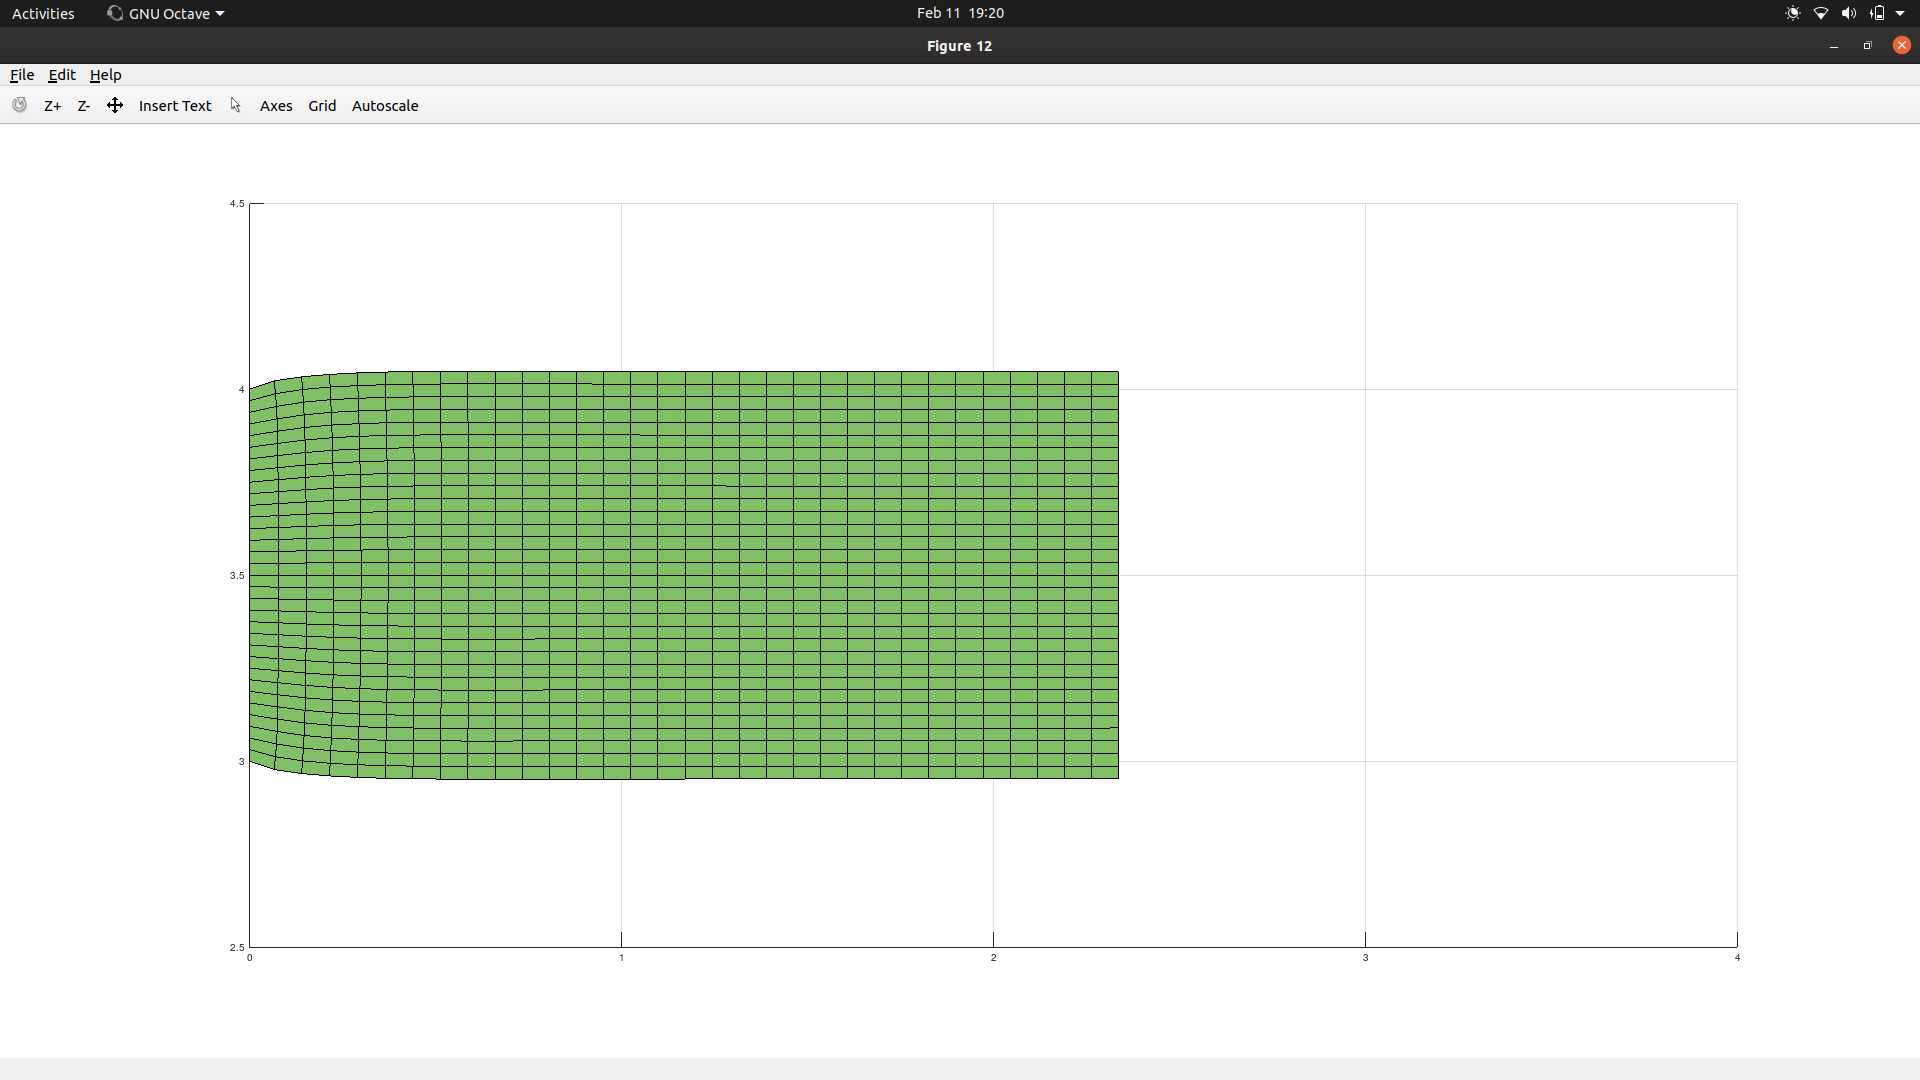 Activities GNU Octave Feb 11 19:20
Figure 12
File Edit Help
Z+ Z- Insert Text Axes Grid Autoscale
4.5
4
3.5
3
2.5
0 1 2 3 4